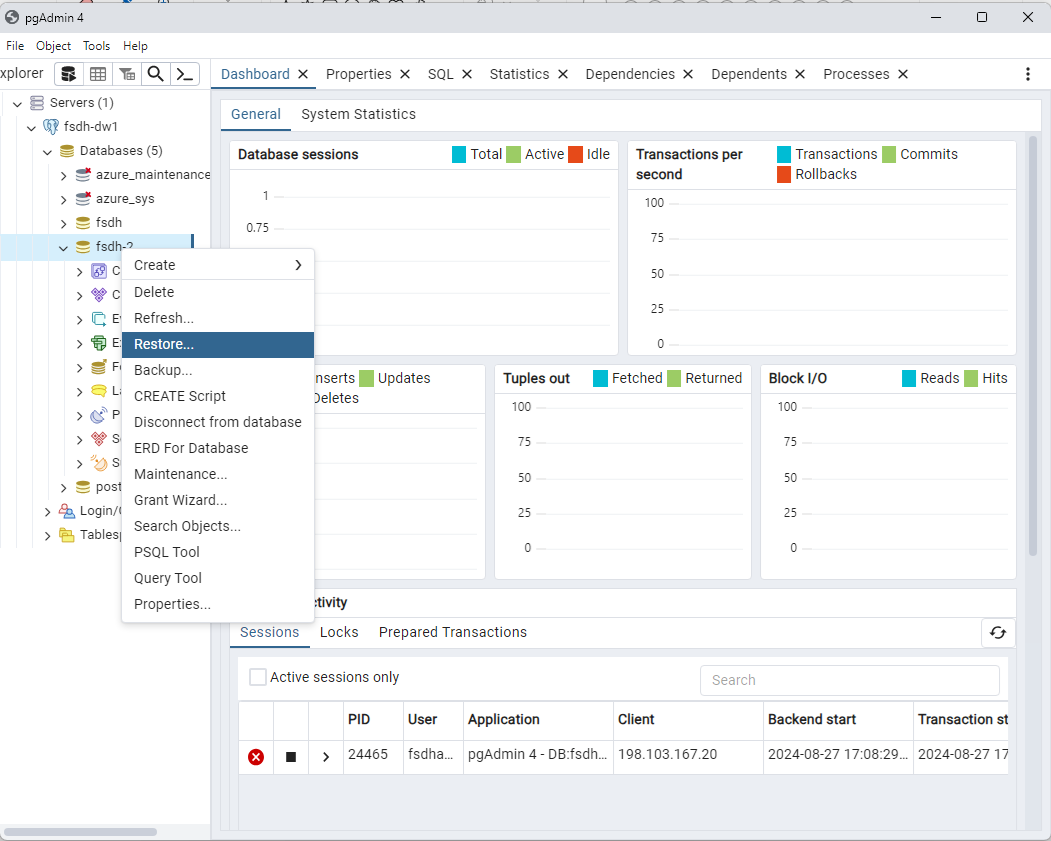 pgAdmin 4
File Object Tools Help
xplorer
Dashboard Properties SQL Statistics Dependencies Dependents Processes
Servers (1)
fsdh-dw1
Databases (5)
azure_maintenance
azure_sys
fsdh
fsdh-2
C
C
E
E
F
La
P
S
S
post
Login/
Tablesp
Create
Delete
Refresh...
Restore...
Backup...
CREATE Script
Disconnect from database
ERD For Database
Maintenance...
Grant Wizard...
Search Objects...
PSQL Tool
Query Tool
Properties...
General System Statistics
Database sessions Total Active Idle
1
0.75
Transactions per second Transactions Commits Rollbacks
100
75
50
25
0
nserts Updates
Deletes
Tuples out Fetched Returned
100
75
50
25
0
Block I/O Reads Hits
100
75
50
25
0
ctivity
Sessions Locks Prepared Transactions
Active sessions only Search
PID User Application Client Backend start Transaction st
24465 fsdha... pgAdmin 4 - DB:fsdh... 198.103.167.20 2024-08-27 17:08:29... 2024-08-27 17